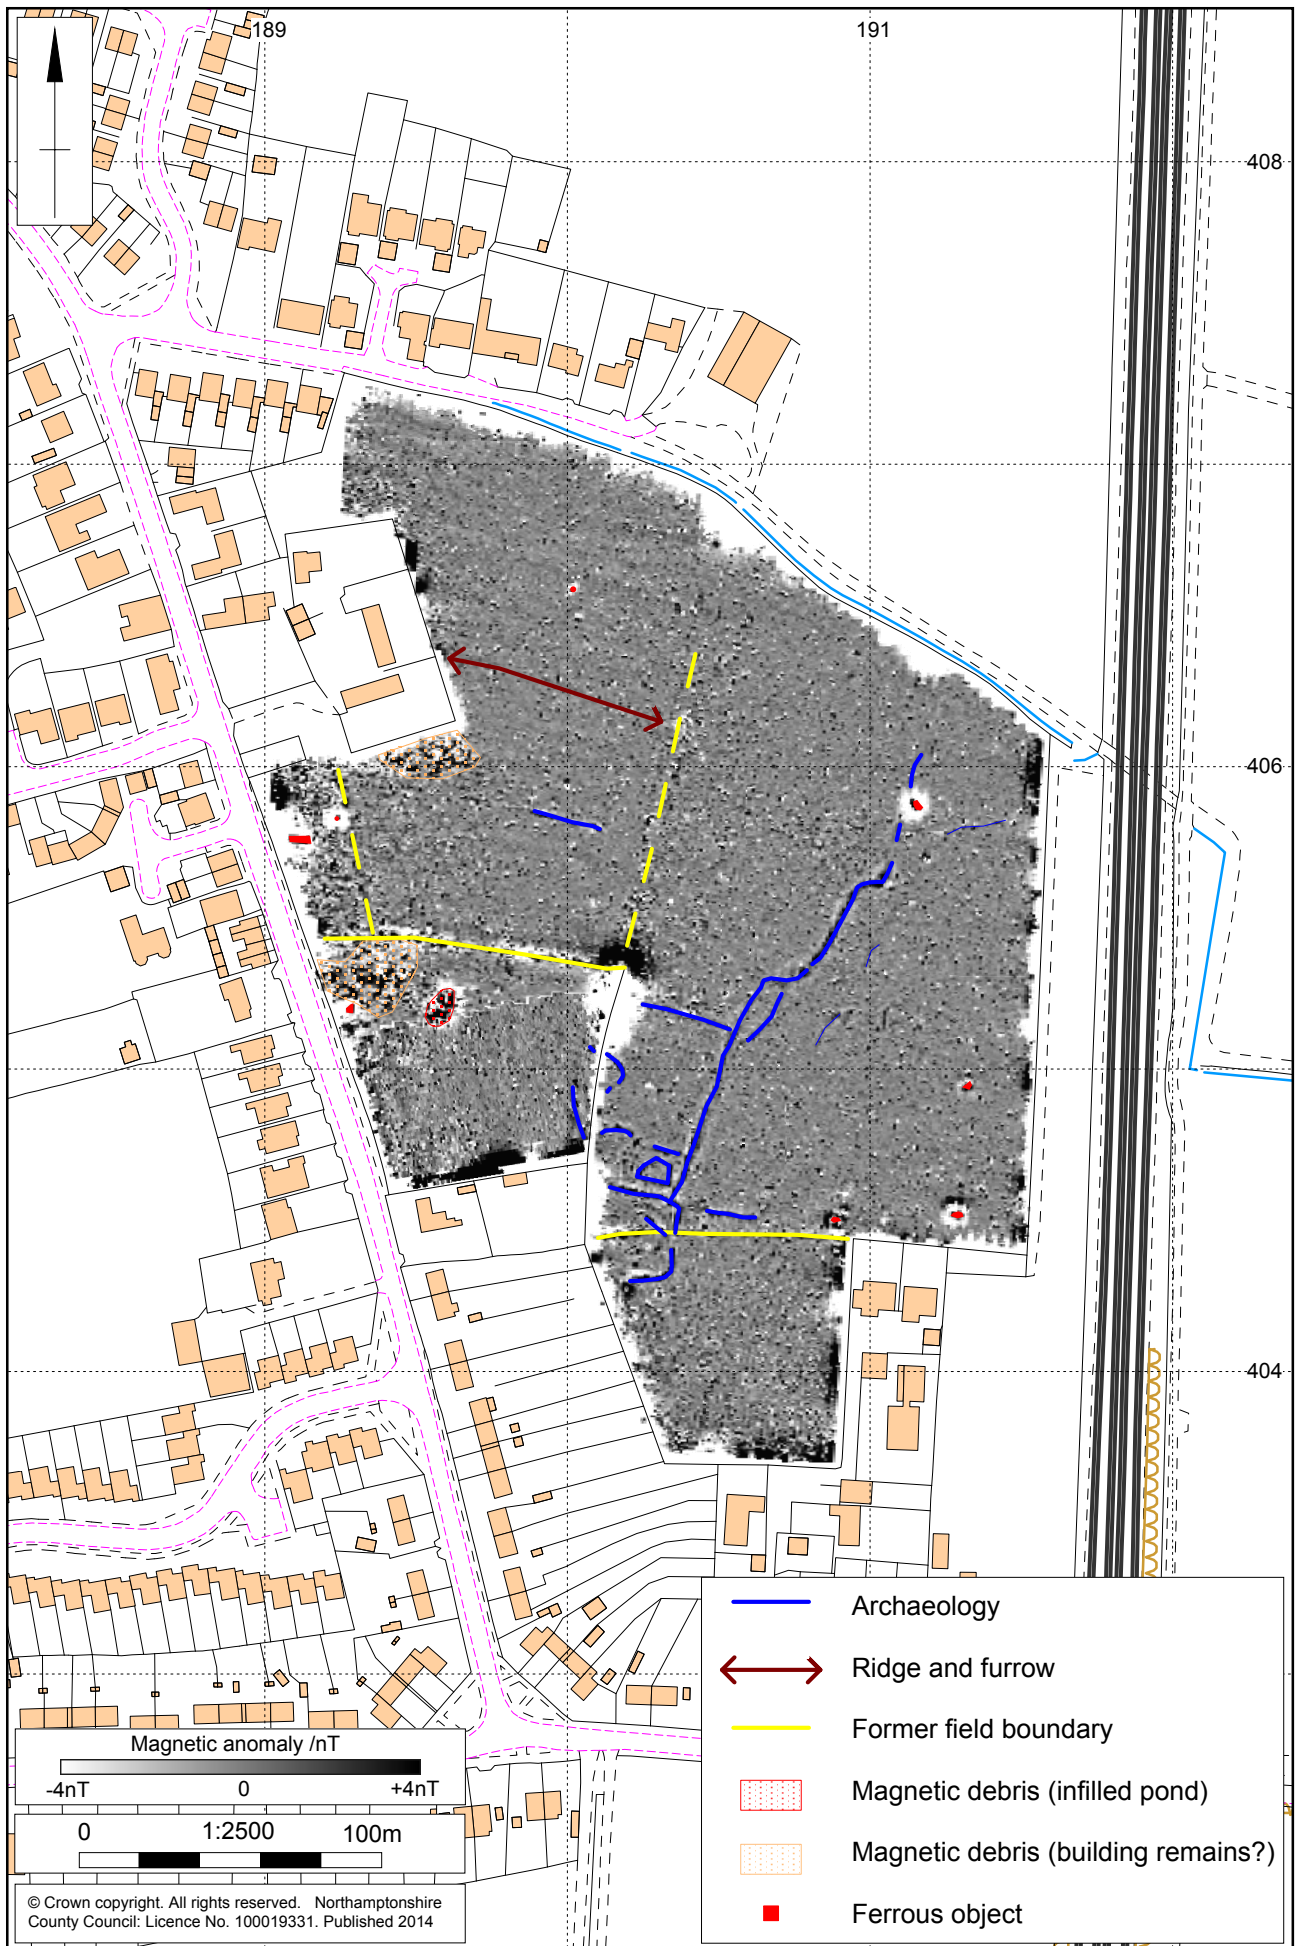 189
191
408
406
404
Archaeology
Ridge and furrow
Former field boundary
Magnetic debris (infilled pond)
Magnetic debris (building remains?)
Ferrous object
Magnetic anomaly /nT
-4nT 0 +4nT
0 1:2500 100m
© Crown copyright. All rights reserved. Northamptonshire
County Council: Licence No. 100019331. Published 2014